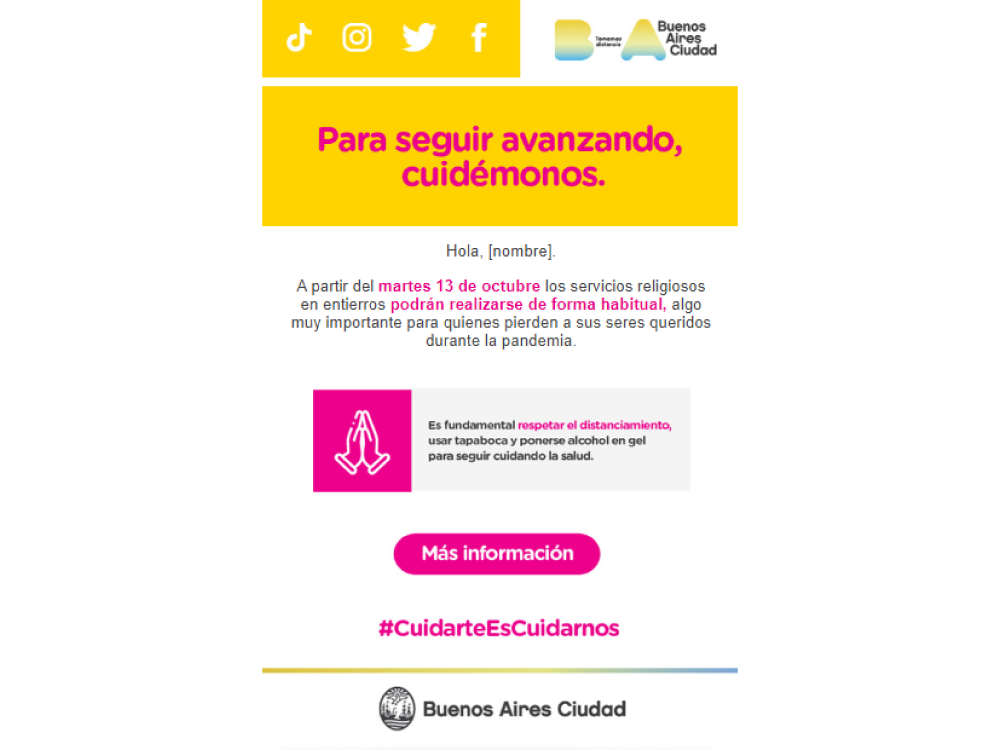 BA
Tomamos
distancia
Buenos
Aires
Ciudad
Para seguir avanzando,
cuidémonos.
Hola, [nombre].
A partir del martes 13 de octubre los servicios religiosos
en entierros podrán realizarse de forma habitual, algo
muy importante para quienes pierden a sus seres queridos
durante la pandemia.
Es fundamental respetar el distanciamiento,
usar tapaboca y ponerse alcohol en gel
para seguir cuidando la salud.
Más información
#CuidarteEsCuidarnos
Buenos Aires Ciudad